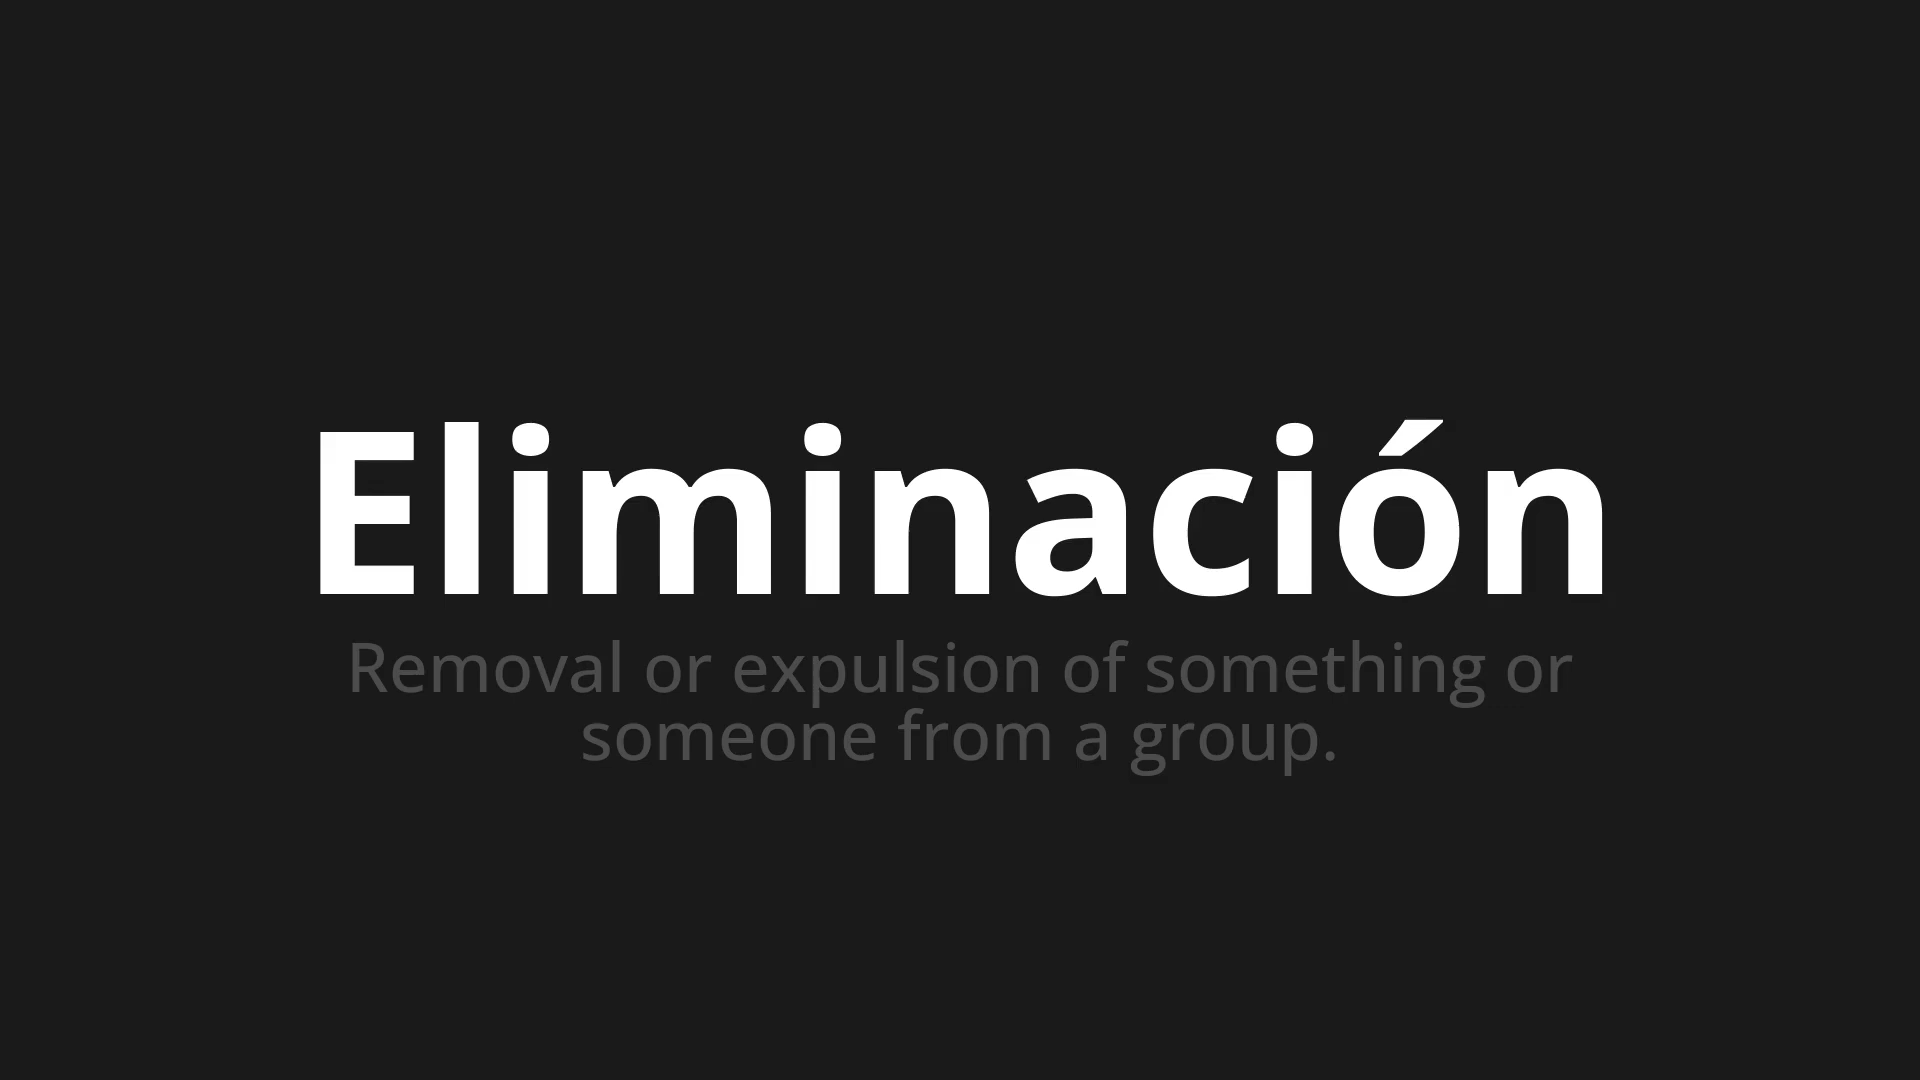 Eliminación
Removal or expulsion of something or
someone from a group.